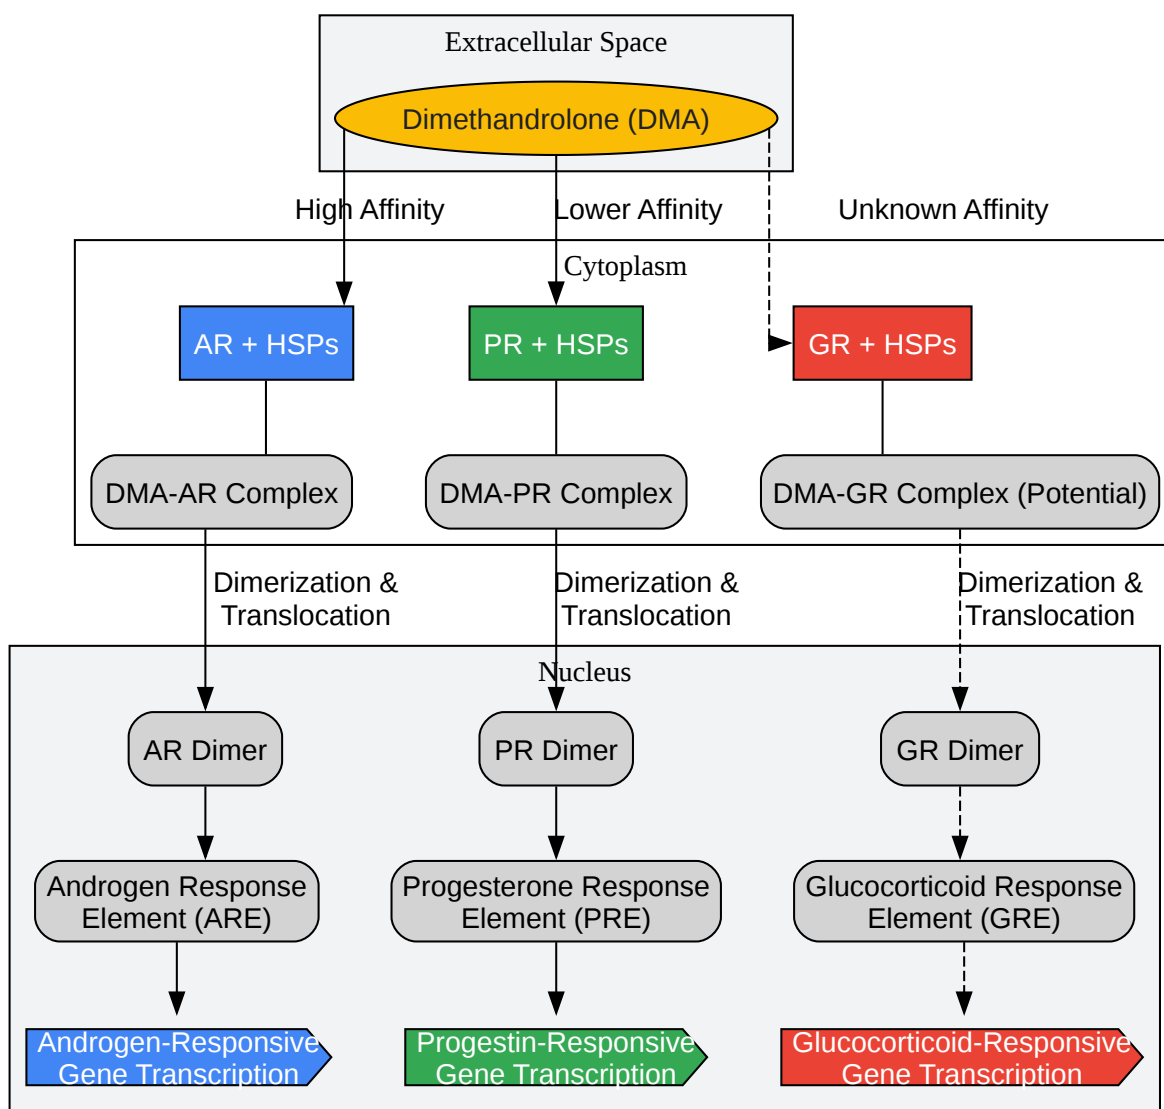 Extracellular Space
Dimethandrolone (DMA)
High Affinity
Lower Affinity
Unknown Affinity
Cytoplasm
AR + HSPs
PR + HSPs
GR + HSPs
DMA-AR Complex
DMA-PR Complex
DMA-GR Complex (Potential)
Dimerization &
Translocation
Dimerization &
Translocation
Dimerization &
Translocation
Nucleus
AR Dimer
PR Dimer
GR Dimer
Androgen Response
Element (ARE)
Progesterone Response
Element (PRE)
Glucocorticoid Response
Element (GRE)
Androgen-Responsive
Gene Transcription
Progestin-Responsive
Gene Transcription
Glucocorticoid-Responsive
Gene Transcription